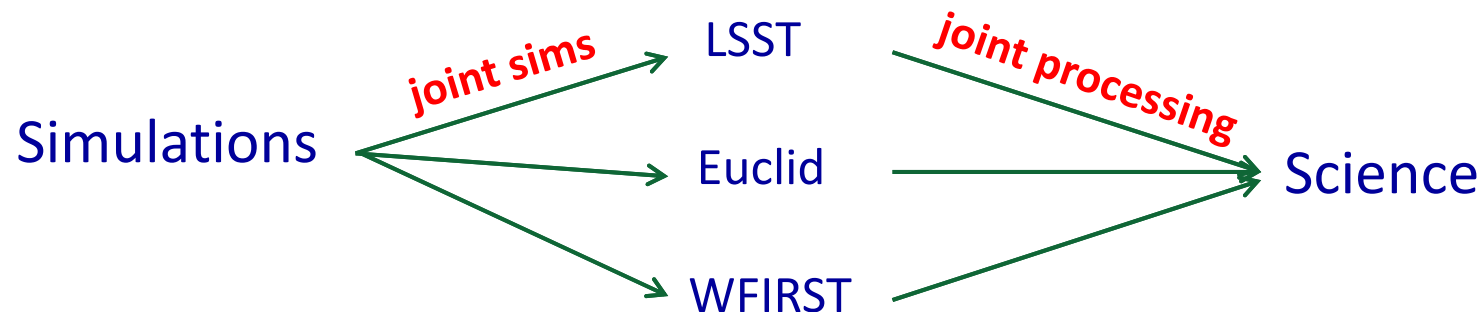 Simulations
joint sims
LSST
Euclid
WFIRST
joint processing
Science